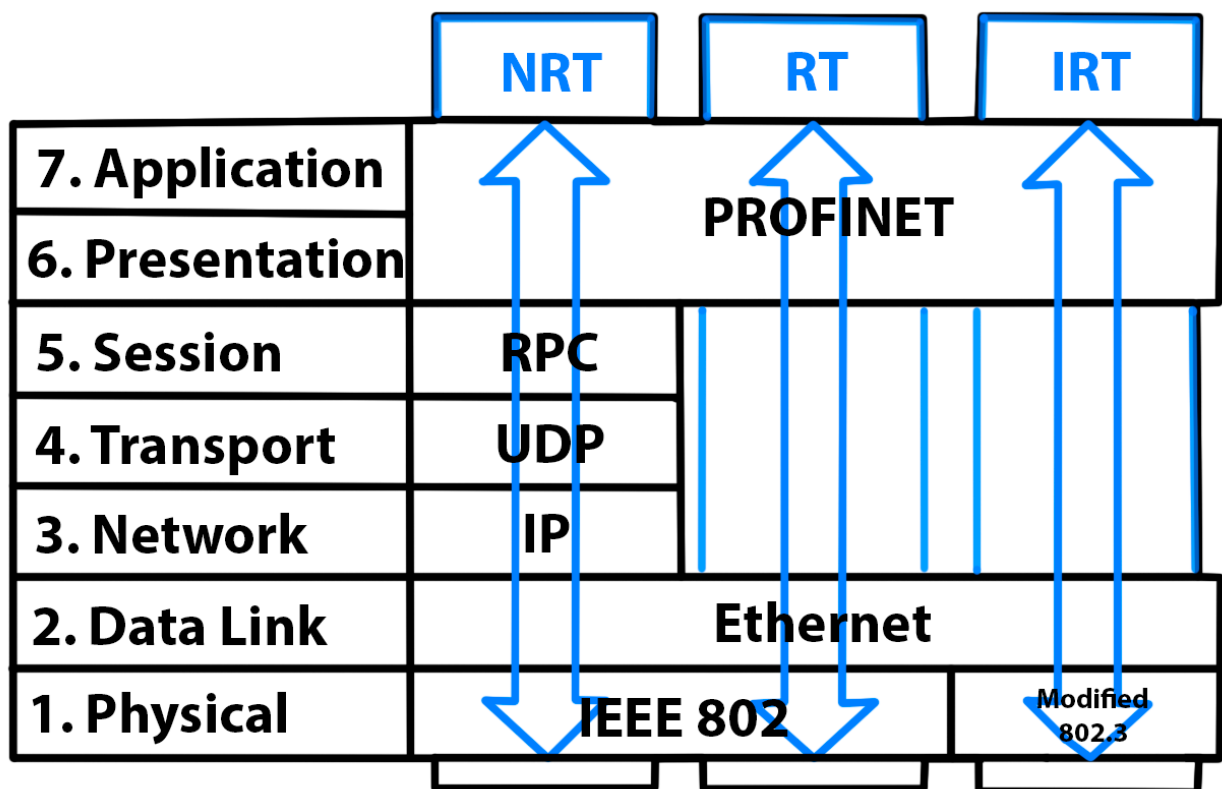 NRT RT IRT
7. Application
PROFINET
6. Presentation
5. Session RPC
4. Transport UDP
3. Network IP
2. Data Link Ethernet
1. Physical IEEE 802 Modified
802.3